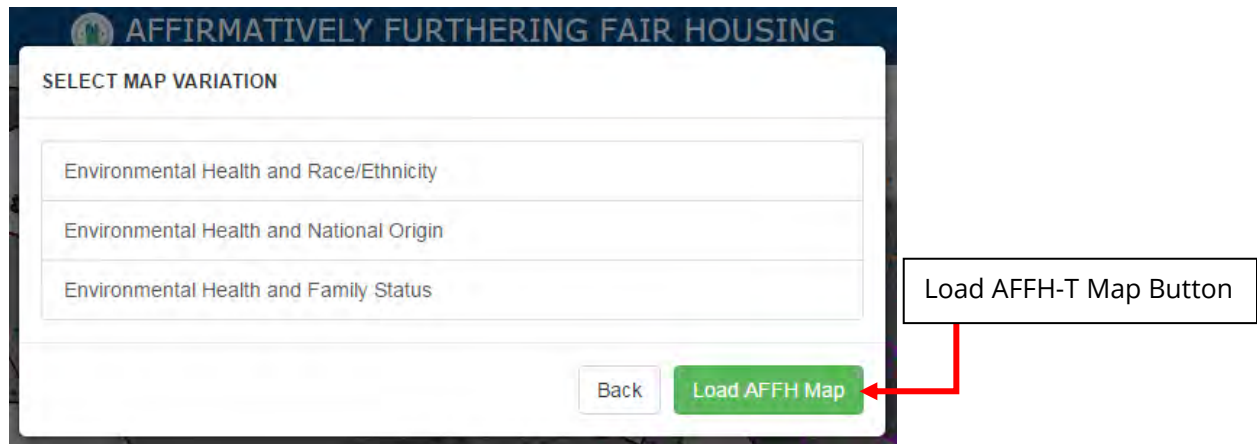 AFFIRMATIVELY FURTHERING FAIR HOUSING
SELECT MAP VARIATION
Environmental Health and Race/Ethnicity
Environmental Health and National Origin
Environmental Health and Family Status
Load AFFH-T Map Button
Back
Load AFFH Map